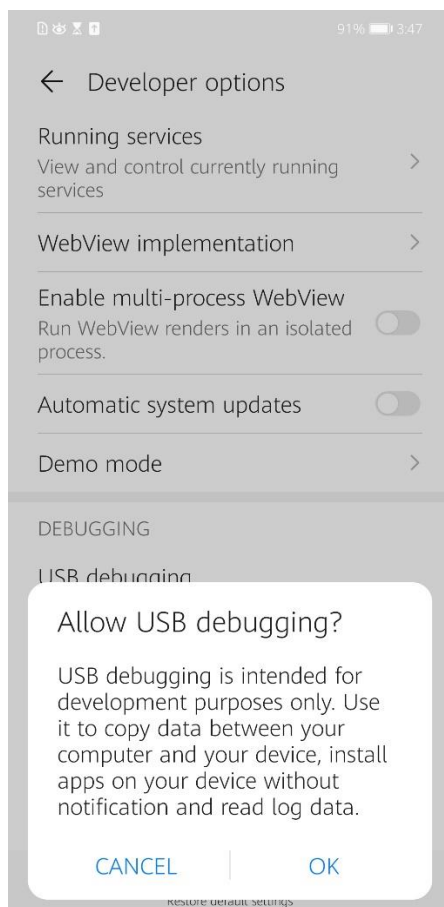 91% 3:47
Developer options
Running services
View and control currently running
services
WebView implementation
Enable multi-process WebView
Run WebView renders in an isolated
process.
Automatic system updates
Demo mode
DEBUGGING
USB debugging
Allow USB debugging?
USB debugging is intended for
development purposes only. Use
it to copy data between your
computer and your device, install
apps on your device without
notification and read log data.
CANCEL OK
Restore default settings